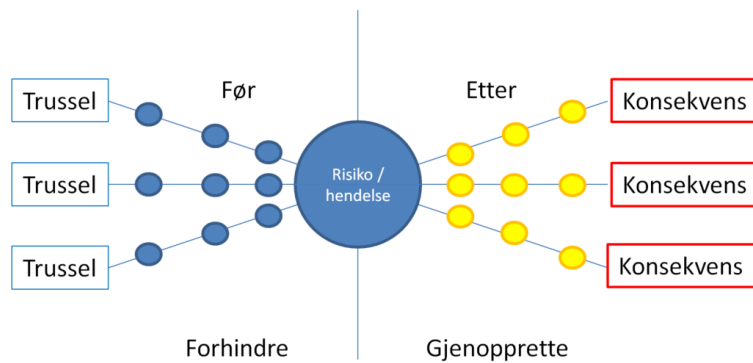 Før
Etter
Trussel
Konsekvens
Trussel
Risiko /
hendelse
Konsekvens
Trussel
Konsekvens
Forhindre
Gjenopprette